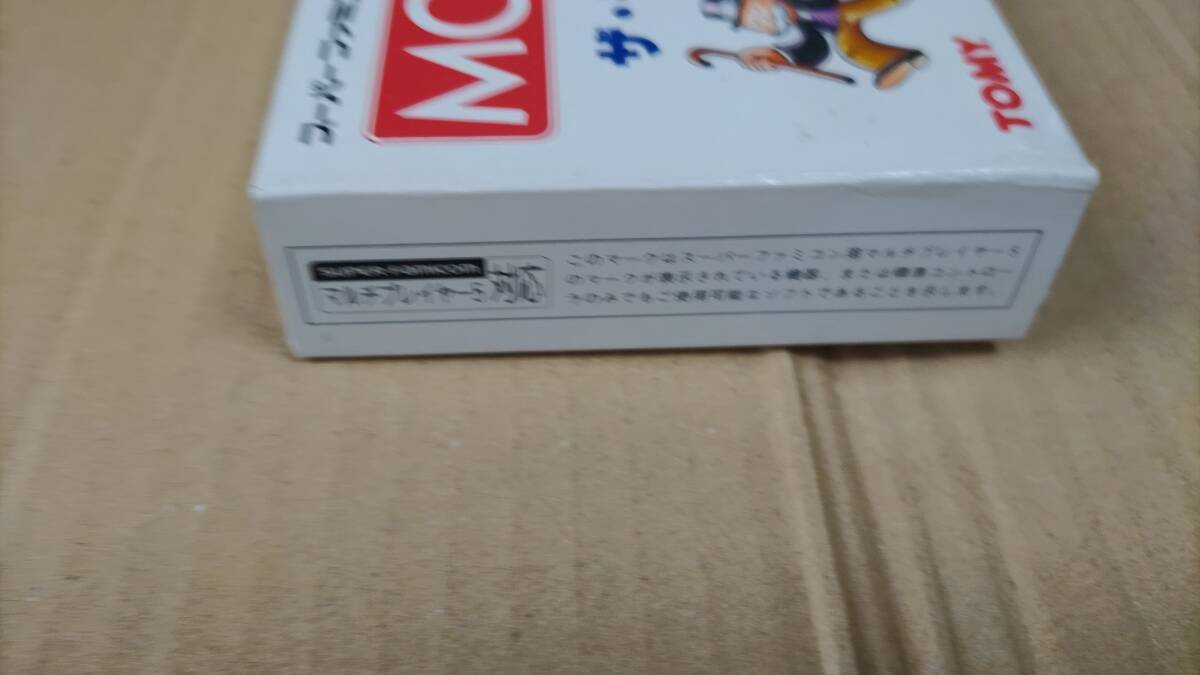 スーパーファミコン
MO
ザ・
TOMY
SUPER FAMICOM
マルチプレイヤー5
対応
このマークはスーパーファミコン用マルチプレイヤー5
のマークが表示されている機器、または標準コントロー
ラのみでもご使用可能なソフトであることを示します。